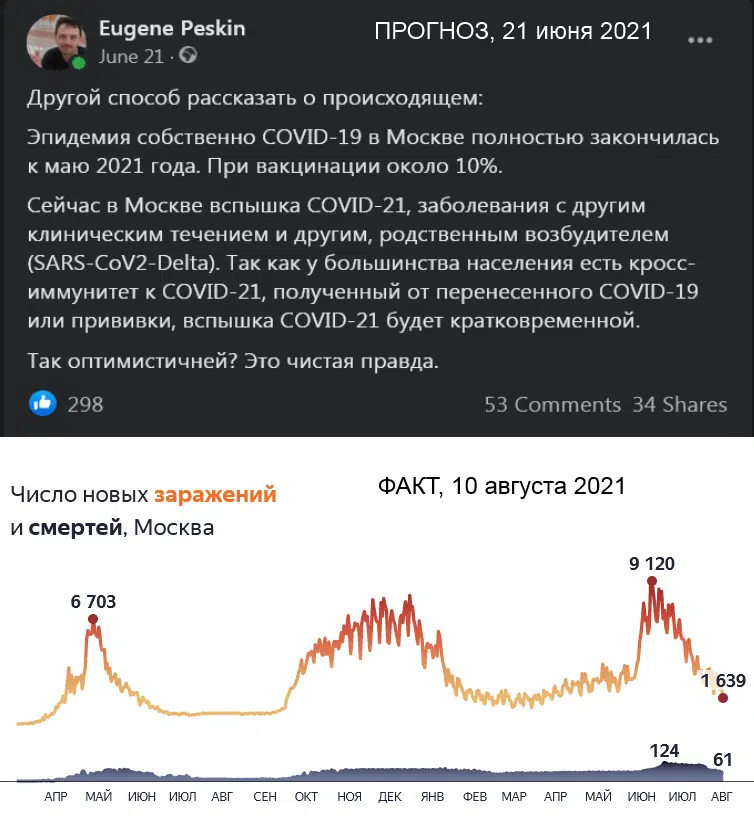 Eugene Peskin
ПРОГНОЗ, 21 июня 2021
June 21 ·
Другой способ рассказать о происходящем:
Эпидемия собственно COVID-19 в Москве полностью закончилась
к маю 2021 года. При вакцинации около 10%.
Сейчас в Москве вспышка COVID-21, заболевания с другим
клиническим течением и другим, родственным возбудителем
(SARS-CoV2-Delta). Так как у большинства населения есть кросс-
иммунитет к COVID-21, полученный от перенесенного COVID-19
или прививки, вспышка COVID-21 будет кратковременной.
Так оптимистичней? Это чистая правда.
298
53 Comments 34 Shares
Число новых заражений
и смертей, Москва
ФАКТ, 10 августа 2021
9 120
6 703
1 639
124
61
АПР МАЙ ИЮН ИЮЛ АВГ СЕН ОКТ НОЯ ДЕК ЯНВ ФЕВ МАР АПР МАЙ ИЮН ИЮЛ АВГ